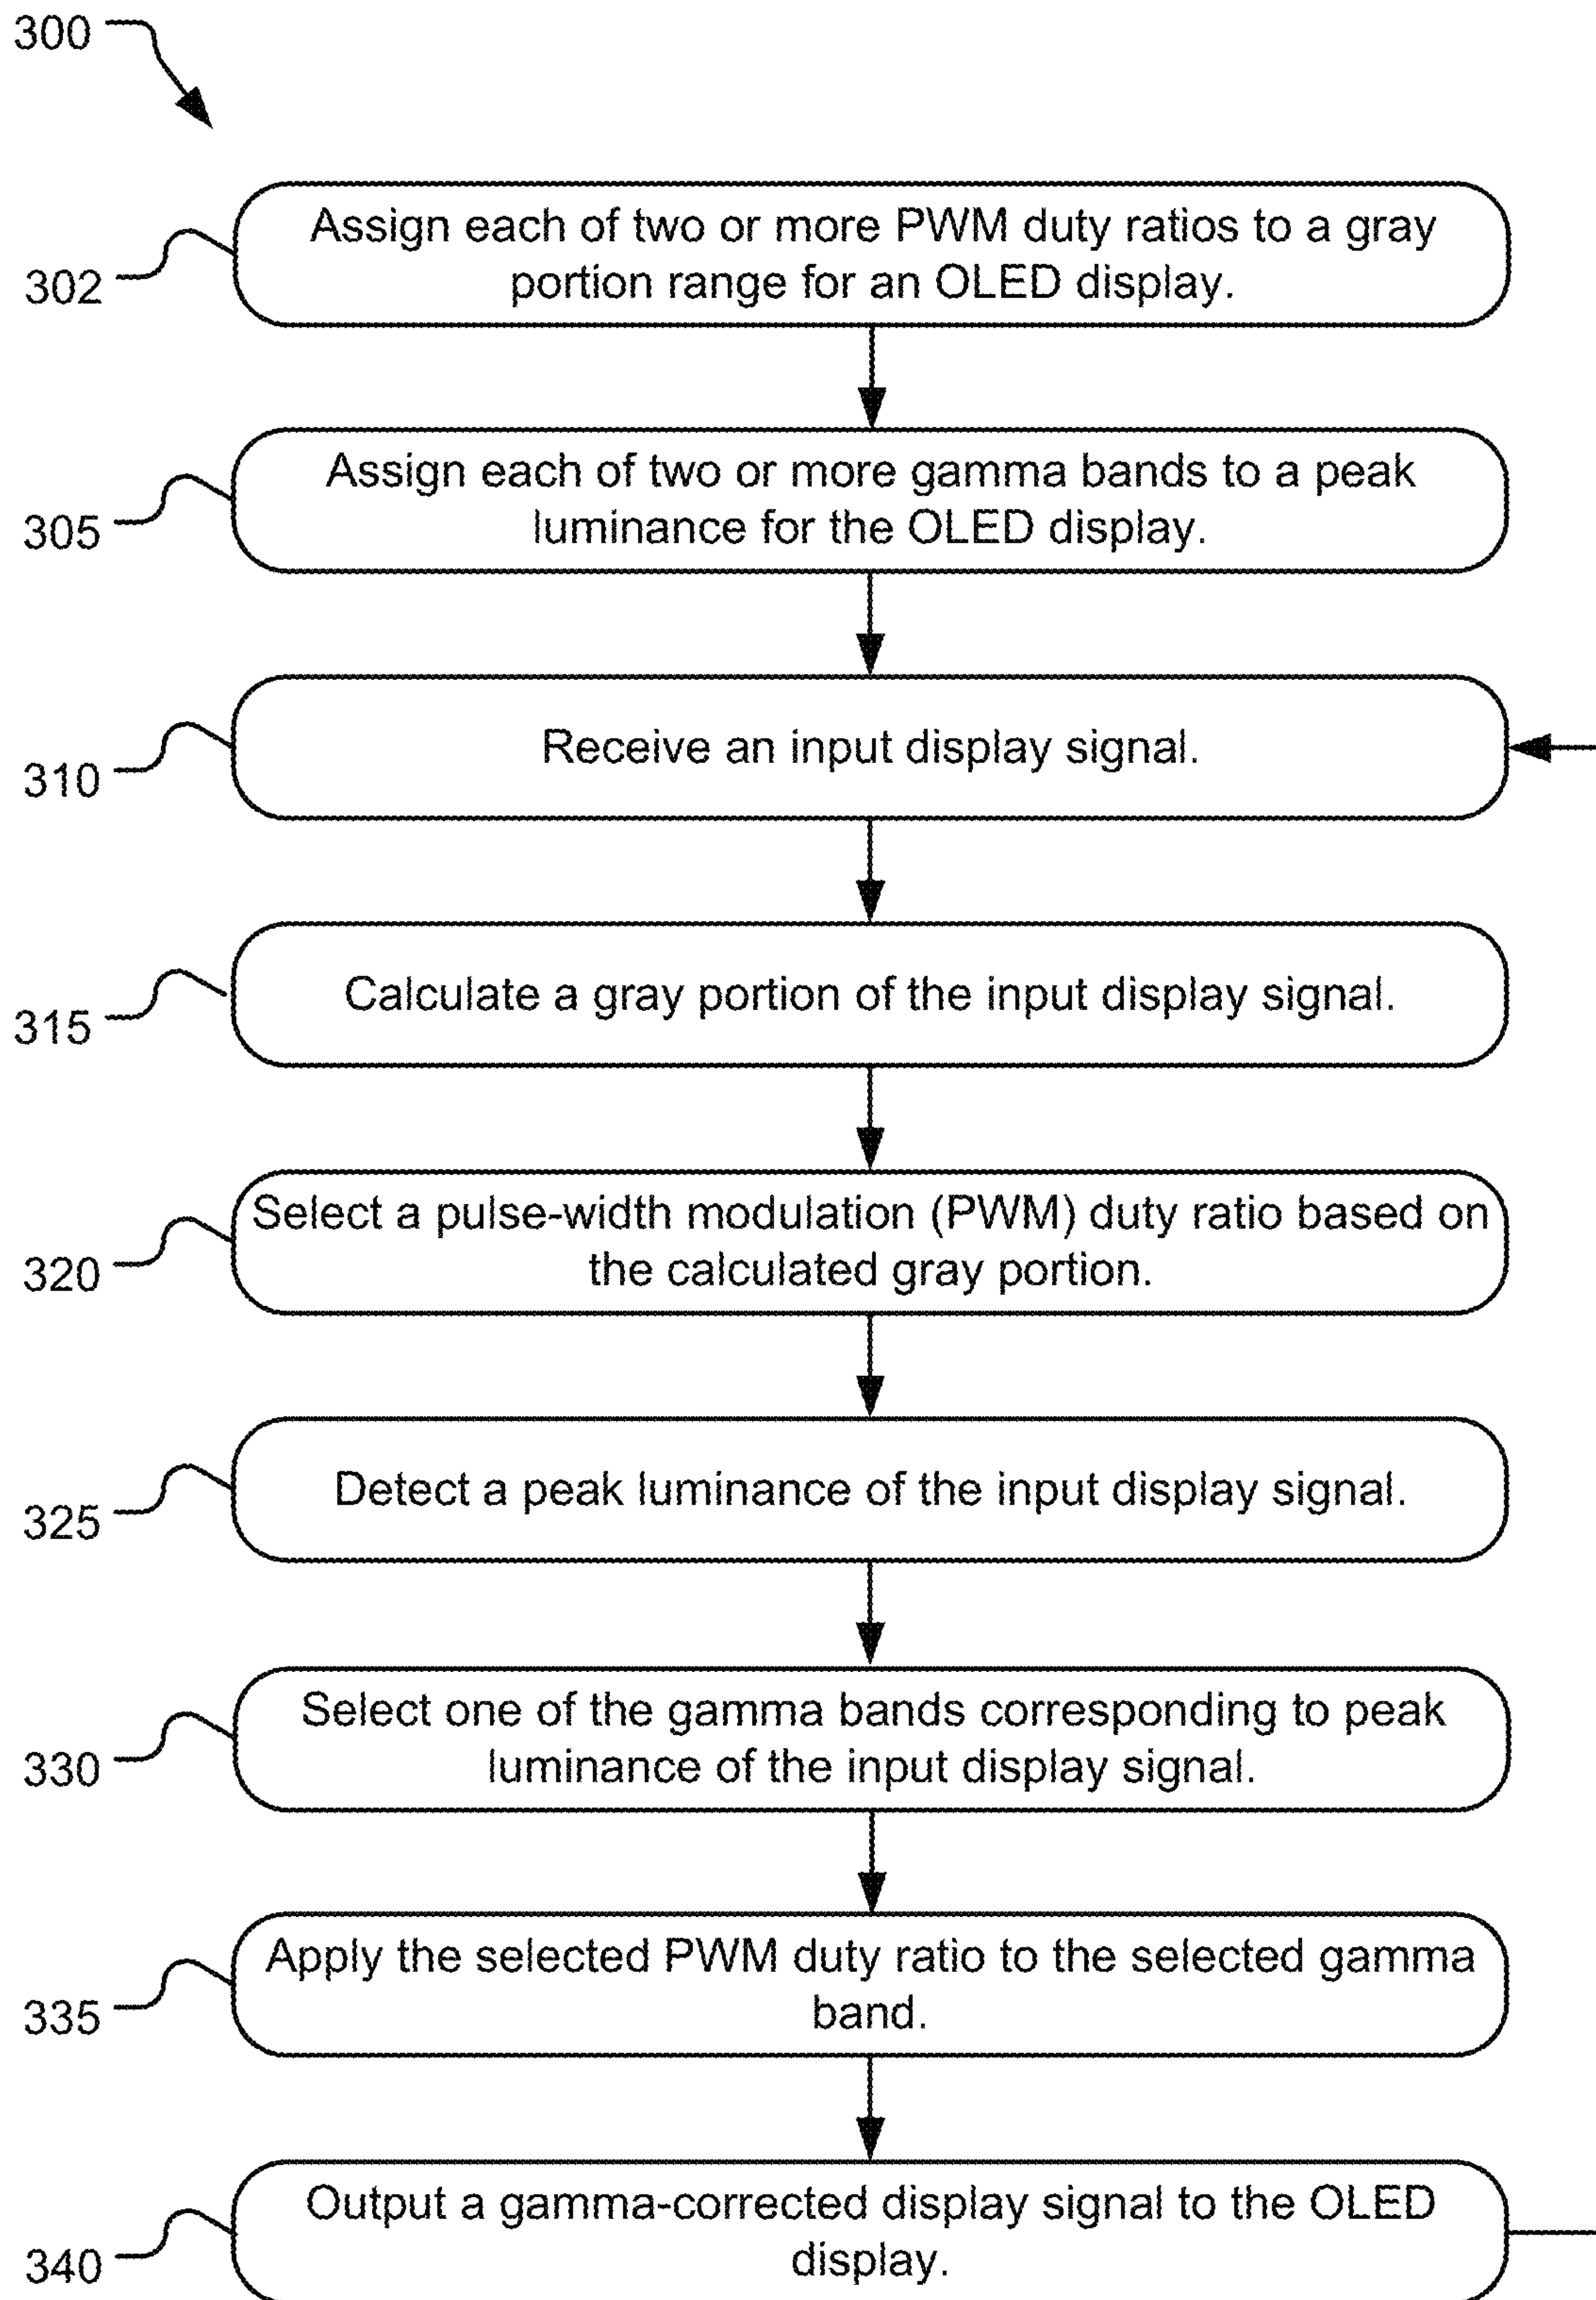 300
302
Assign each of two or more PWM duty ratios to a gray
portion range for an OLED display.
305
Assign each of two or more gamma bands to a peak
luminance for the OLED display.
310
Receive an input display signal.
315
Calculate a gray portion of the input display signal.
320
Select a pulse-width modulation (PWM) duty ratio based on
the calculated gray portion.
325
Detect a peak luminance of the input display signal.
330
Select one of the gamma bands corresponding to peak
luminance of the input display signal.
335
Apply the selected PWM duty ratio to the selected gamma
band.
340
Output a gamma-corrected display signal to the OLED
display.